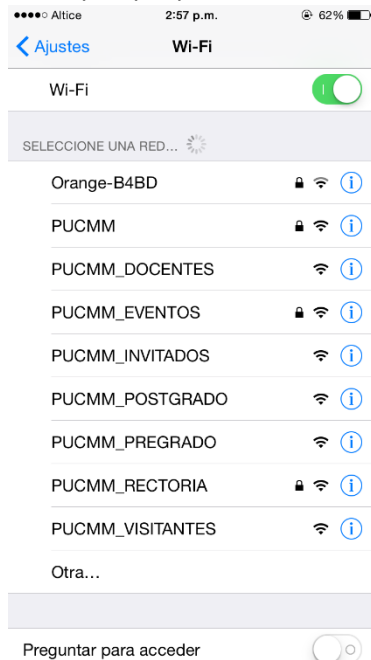 Altice 2:57 p.m. 62%
Ajustes Wi-Fi
Wi-Fi
SELECCIONE UNA RED...
Orange-B4BD
PUCMM
PUCMM_DOCENTES
PUCMM_EVENTOS
PUCMM_INVITADOS
PUCMM_POSTGRADO
PUCMM_PREGRADO
PUCMM_RECTORIA
PUCMM_VISITANTES
Otra...
Preguntar para acceder